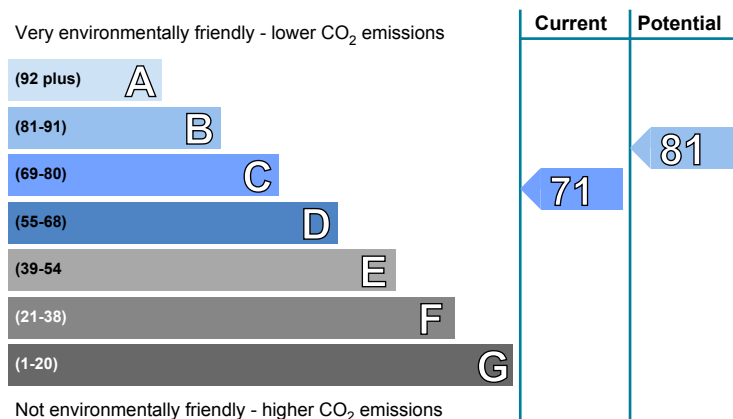 Very environmentally friendly - lower CO2 emissions
Current
Potential
(92 plus) A
(81-91) B
(69-80) C
(55-68) D
(39-54 E
(21-38) F
(1-20) G
71
81
Not environmentally friendly - higher CO2 emissions